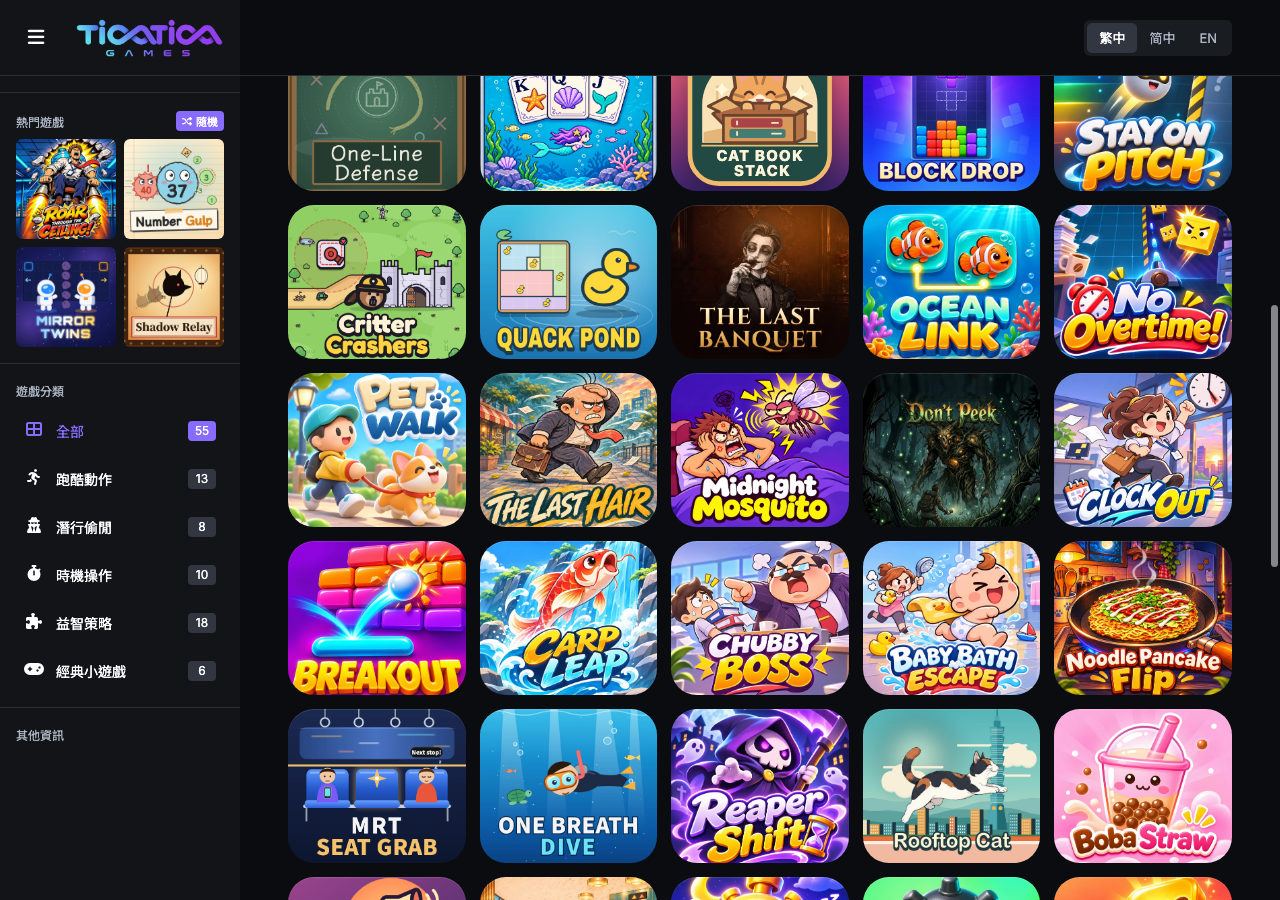 TICATICA
GAMES
繁中
简中
EN
熱門遊戲
隨機
ROAR
THROUGH THE
CEILING!
40
37
3
1
Number Gulp
MIRROR
TWINS
Shadow Relay
遊戲分類
全部
55
跑酷動作
13
潛行偷閒
8
時機操作
10
益智策略
18
經典小遊戲
6
其他資訊
One-Line
Defense
K
Q
J
CAT BOOK
STACK
BLOCK DROP
STAY ON
PITCH
Critter
Crashers
QUACK POND
THE LAST
BANQUET
OCEAN
LINK
No
Overtime!
PET
WALK
THE LAST HAIR
Midnight
Mosquito
Don't Peek
CLOCK OUT
BREAKOUT
CARP
LEAP
CHUBBY
BOSS
BABY BATH
ESCAPE
Noodle Pancake
Flip
Next stop!
MRT
SEAT GRAB
ONE BREATH
DIVE
Reaper
Shift
Rooftop Cat
Boba Straw